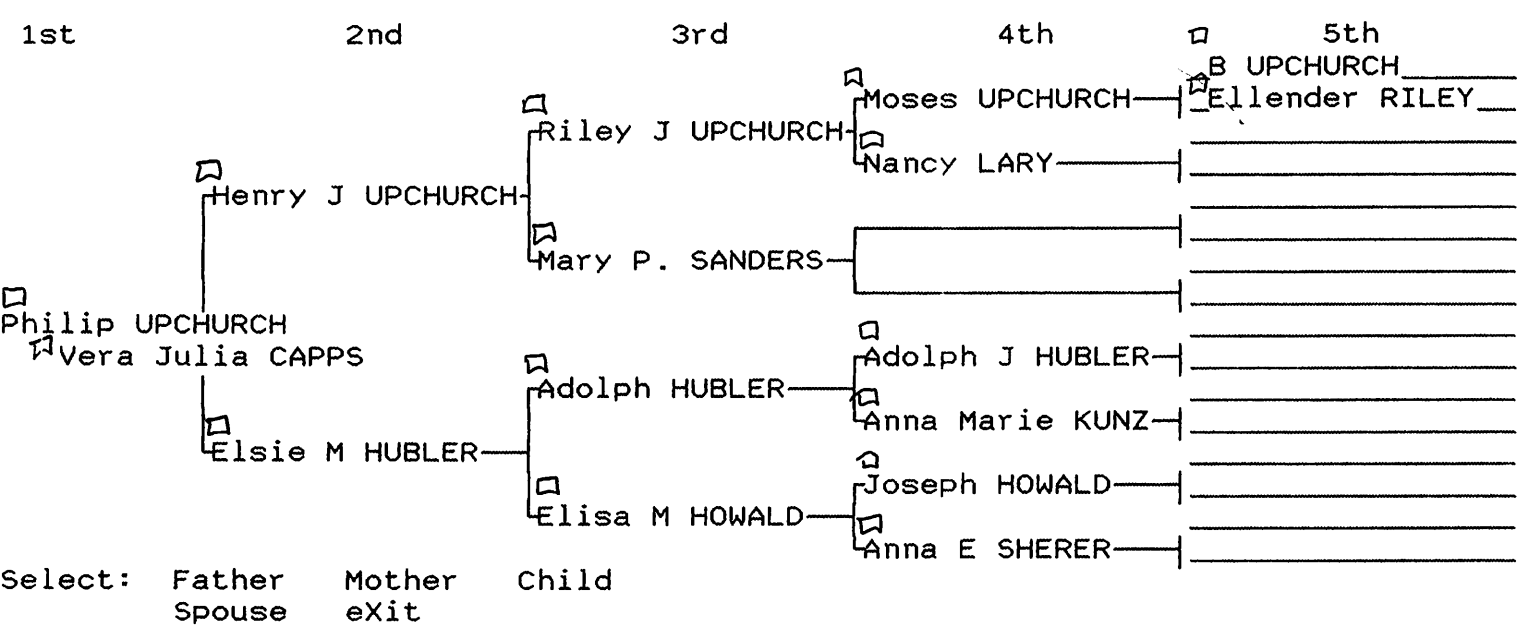 1st 2nd 3rd 4th 5th
B UPCHURCH
Moses UPCHURCH Ellender RILEY
Riley J UPCHURCH
Nancy LARY
Henry J UPCHURCH
Mary P. SANDERS
Philip UPCHURCH
Vera Julia CAPPS Adolph J HUBLER
Adolph HUBLER
Anna Marie KUNZ
Elsie M HUBLER
Joseph HOWALD
Elisa M HOWALD
Anna E SHERER
Select: Father Mother Child
Spouse eXit